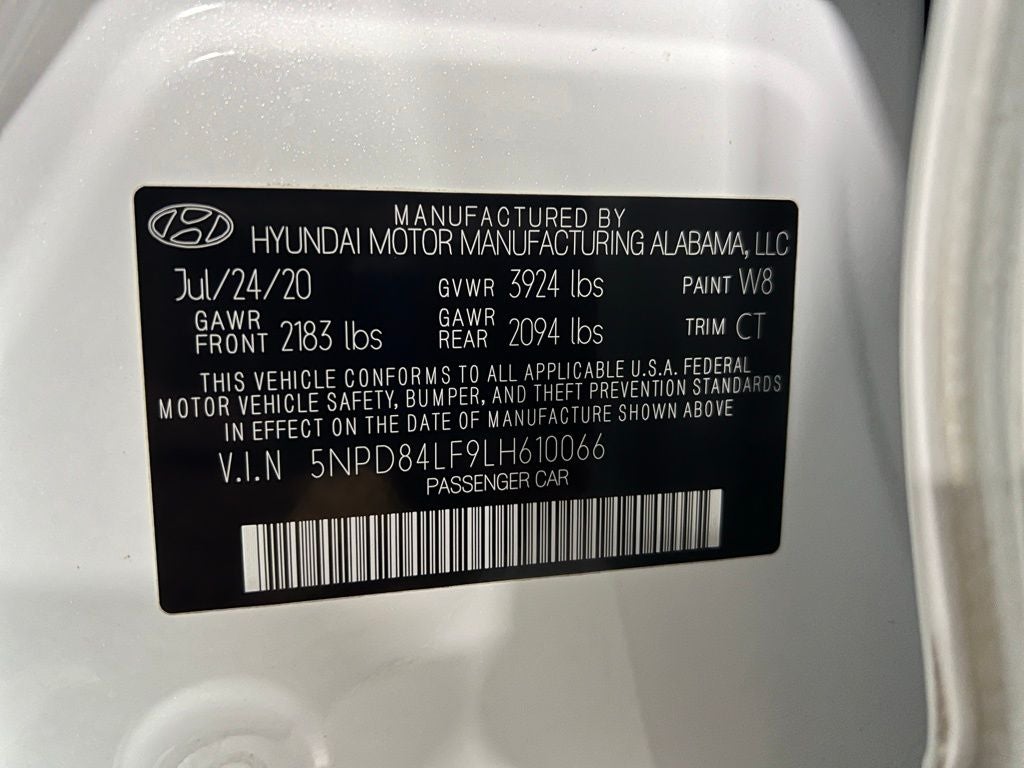 MANUFACTURED BY
HYUNDAI MOTOR MANUFACTURING ALABAMA, LLC
Jul/24/20 GVWR 3924 lbs PAINT W8
GAWR FRONT 2183 lbs GAWR REAR 2094 lbs TRIM CT
THIS VEHICLE CONFORMS TO ALL APPLICABLE U.S.A. FEDERAL
MOTOR VEHICLE SAFETY, BUMPER, AND THEFT PREVENTION STANDARDS
IN EFFECT ON THE DATE OF MANUFACTURE SHOWN ABOVE
V.I.N 5NPD84LF9LH610066
PASSENGER CAR